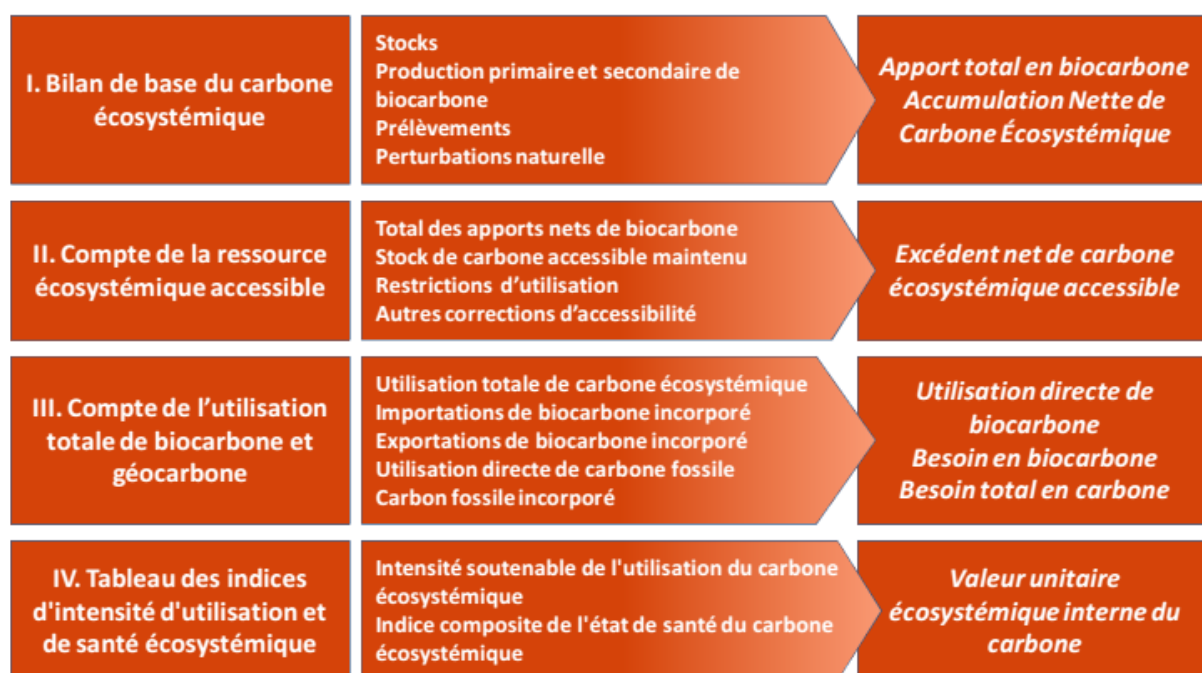 I. Bilan de base du carbone
écosystémique
Stocks
Production primaire et secondaire de
biocarbone
Prélèvements
Perturbations naturelle
Apport total en biocarbone
Accumulation Nette de
Carbone Écosystémique
II. Compte de la ressource
écosystémique accessible
Total des apports nets de biocarbone
Stock de carbone accessible maintenu
Restrictions d’utilisation
Autres corrections d’accessibilité
Excédent net de carbone
écosystémique accessible
III. Compte de l’utilisation
totale de biocarbone et
géocarbone
Utilisation totale de carbone écosystémique
Importations de biocarbone incorporé
Exportations de biocarbone incorporé
Utilisation directe de carbone fossile
Carbon fossile incorporé
Utilisation directe de
biocarbone
Besoin en biocarbone
Besoin total en carbone
IV. Tableau des indices
d'intensité d'utilisation et
de santé écosystémique
Intensité soutenable de l'utilisation du carbone
écosystémique
Indice composite de l'état de santé du carbone
écosystémique
Valeur unitaire
écosystémique interne du
carbone